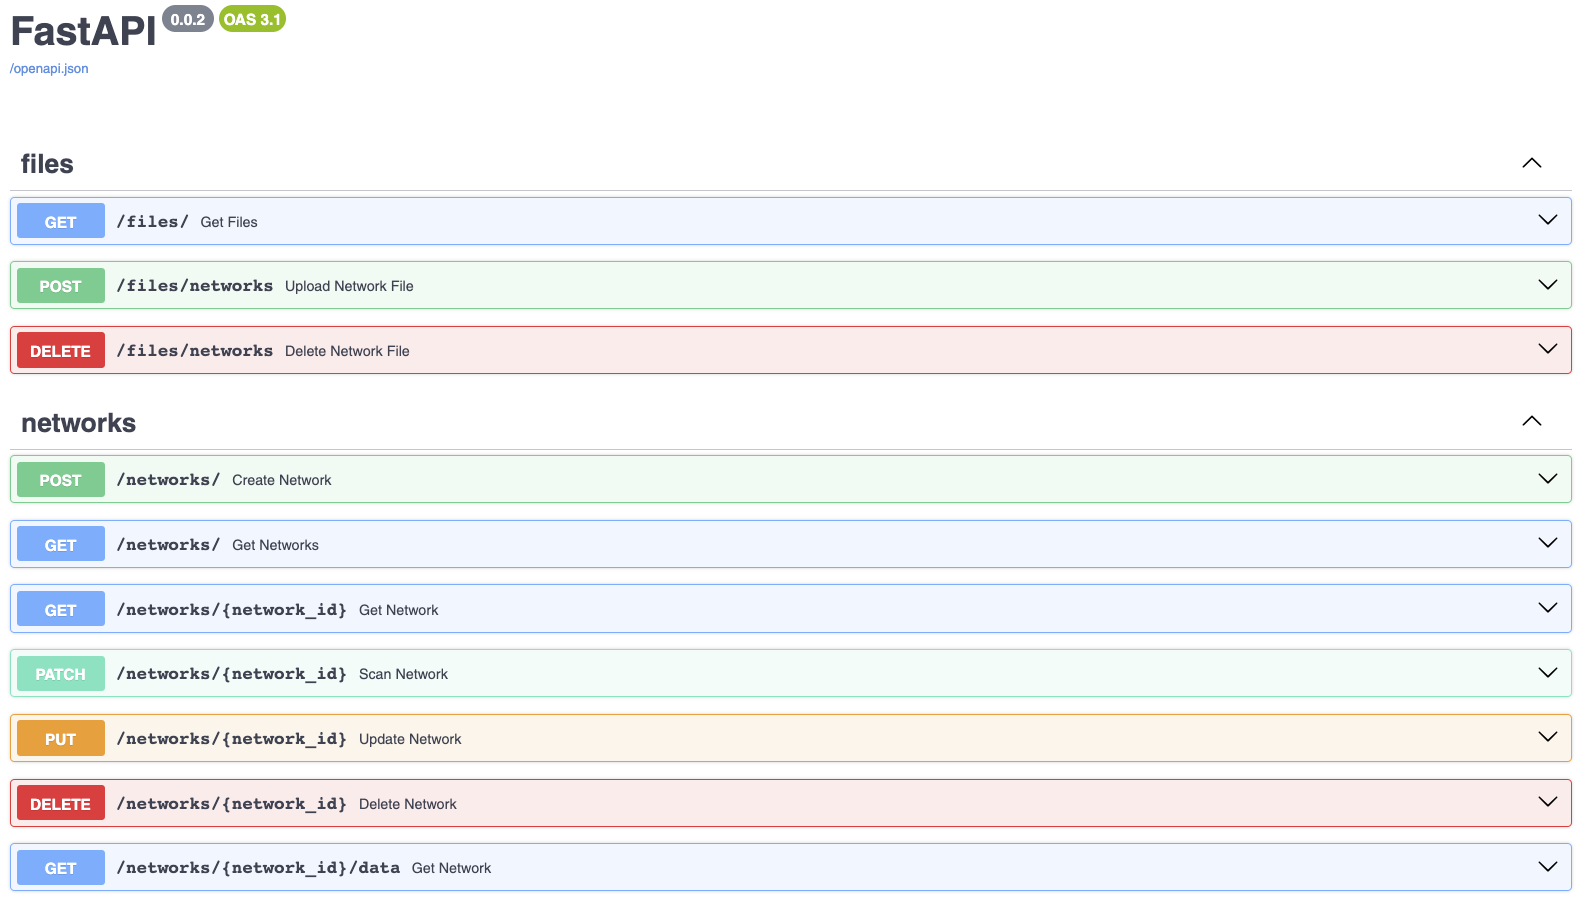 FastAPI 0.0.2 OAS 3.1
/openapi.json
files
GET /files/ Get Files
POST /files/networks Upload Network File
DELETE /files/networks Delete Network File
networks
POST /networks/ Create Network
GET /networks/ Get Networks
GET /networks/{network_id} Get Network
PATCH /networks/{network_id} Scan Network
PUT /networks/{network_id} Update Network
DELETE /networks/{network_id} Delete Network
GET /networks/{network_id}/data Get Network